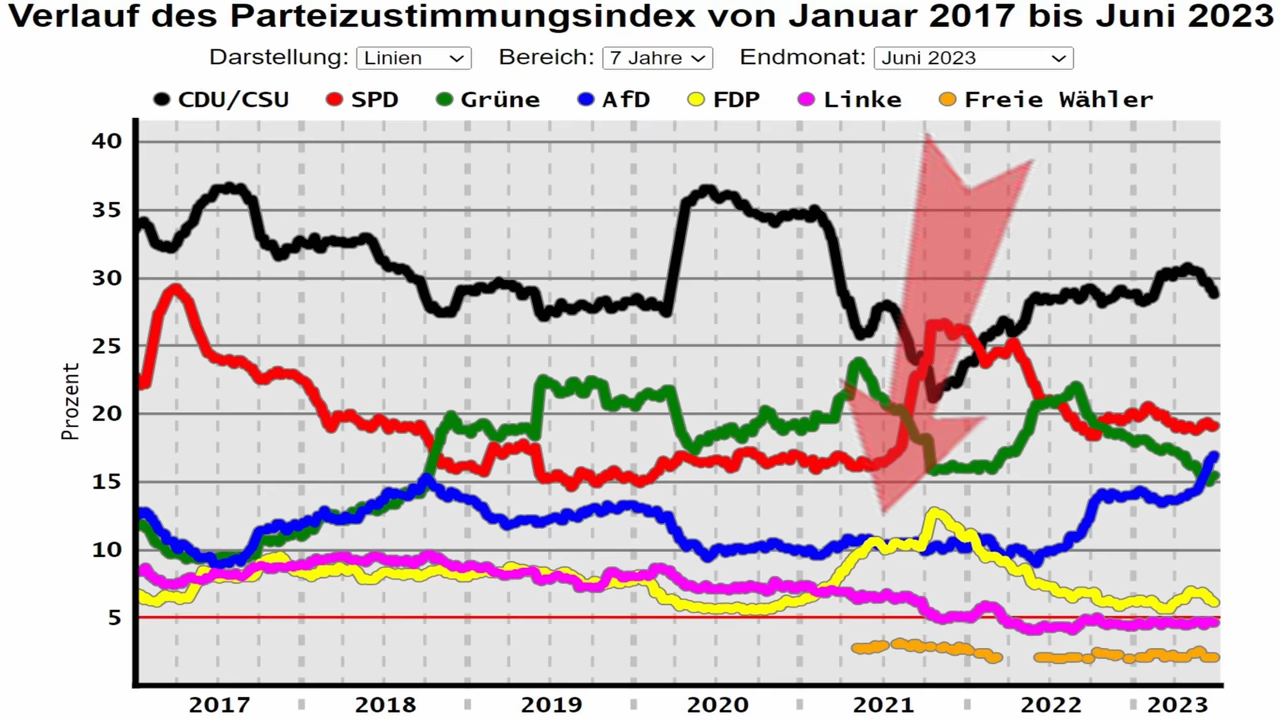 Verlauf des Parteizustimmungsindex von Januar 2017 bis Juni 2023
Darstellung: Linien Bereich: 7 Jahre Endmonat: Juni 2023
CDU/CSU SPD Grüne AfD FDP Linke Freie Wähler
40
35
30
25
20
15
10
5
Prozent
2017 2018 2019 2020 2021 2022 2023